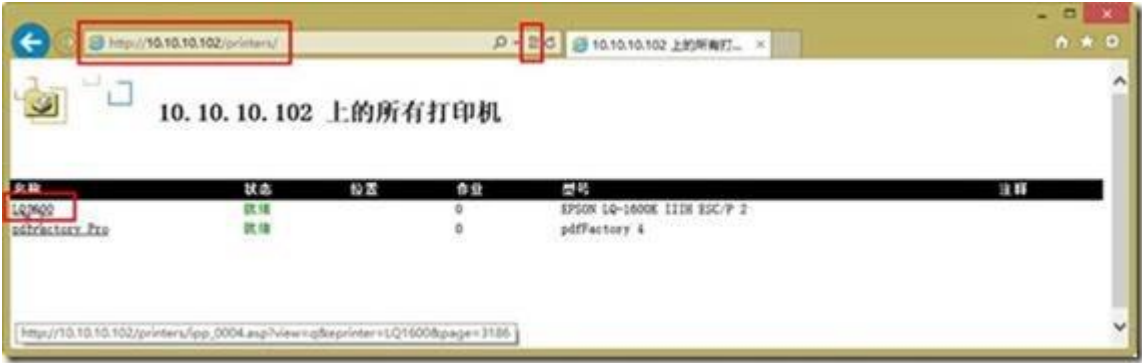 http://10.10.10.102/printers/
10.10.10.102 上的所有打...
10.10.10.102 上的所有打印机
名称 状态 位置 作业 型号 注释
就绪 0 EPSON LQ-1600K IIIH ESC/P 2
pdfFactory Pro 就绪 0 pdfFactory 4
http://10.10.10.102/printers/ipp_0004.asp?view=q&eprinter=LQ1600&page=3186